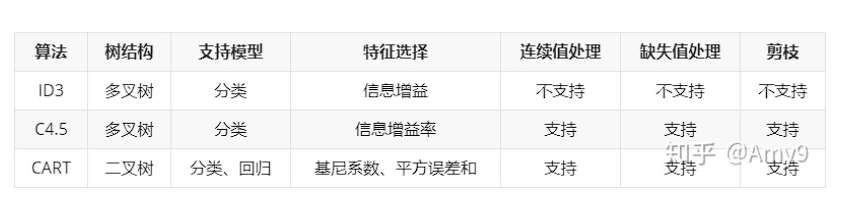 算法 树结构 支持模型 特征选择 连续值处理 缺失值处理 剪枝
ID3 多叉树 分类 信息增益 不支持 不支持 不支持
C4.5 多叉树 分类 信息增益率 支持 支持 支持
CART 二叉树 分类、回归 基尼系数、平方误差和 支持 支持 支持
知乎 @Amy9